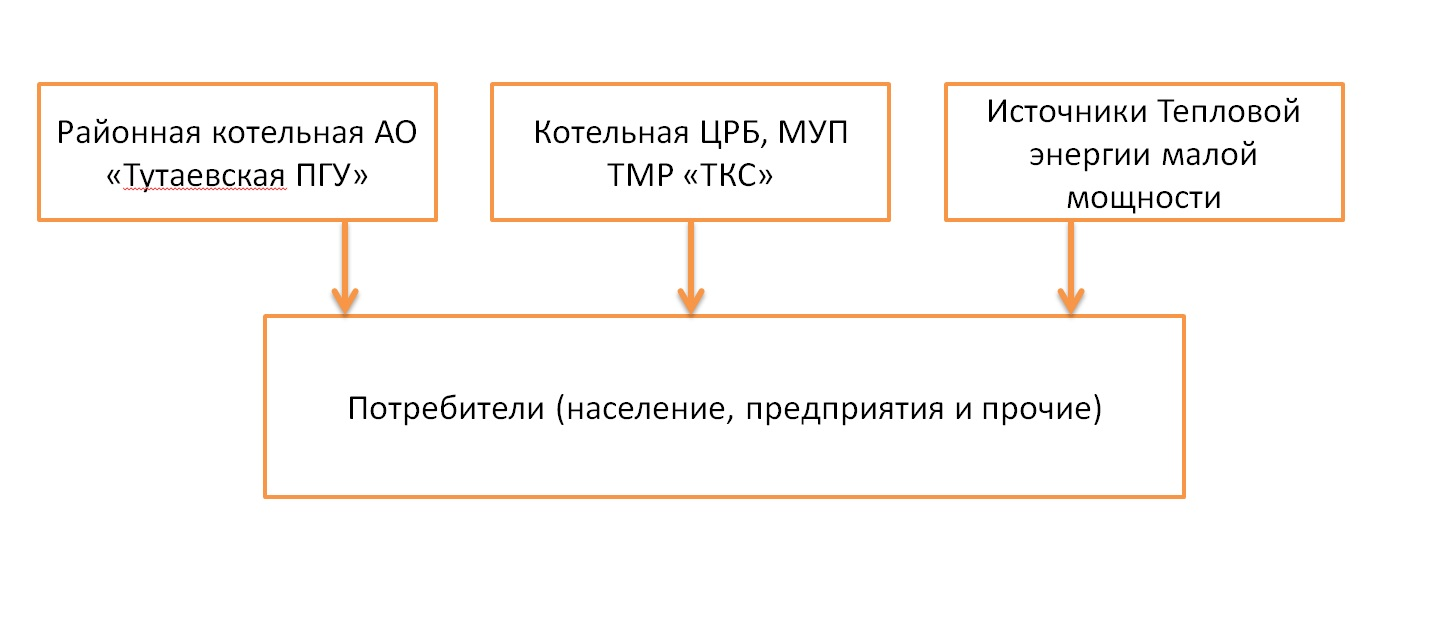 Районная котельная АО
«Тутаевская ПГУ»
Котельная ЦРБ, МУП
ТМР «ТКС»
Источники Тепловой
энергии малой
мощности
Потребители (население, предприятия и прочие)